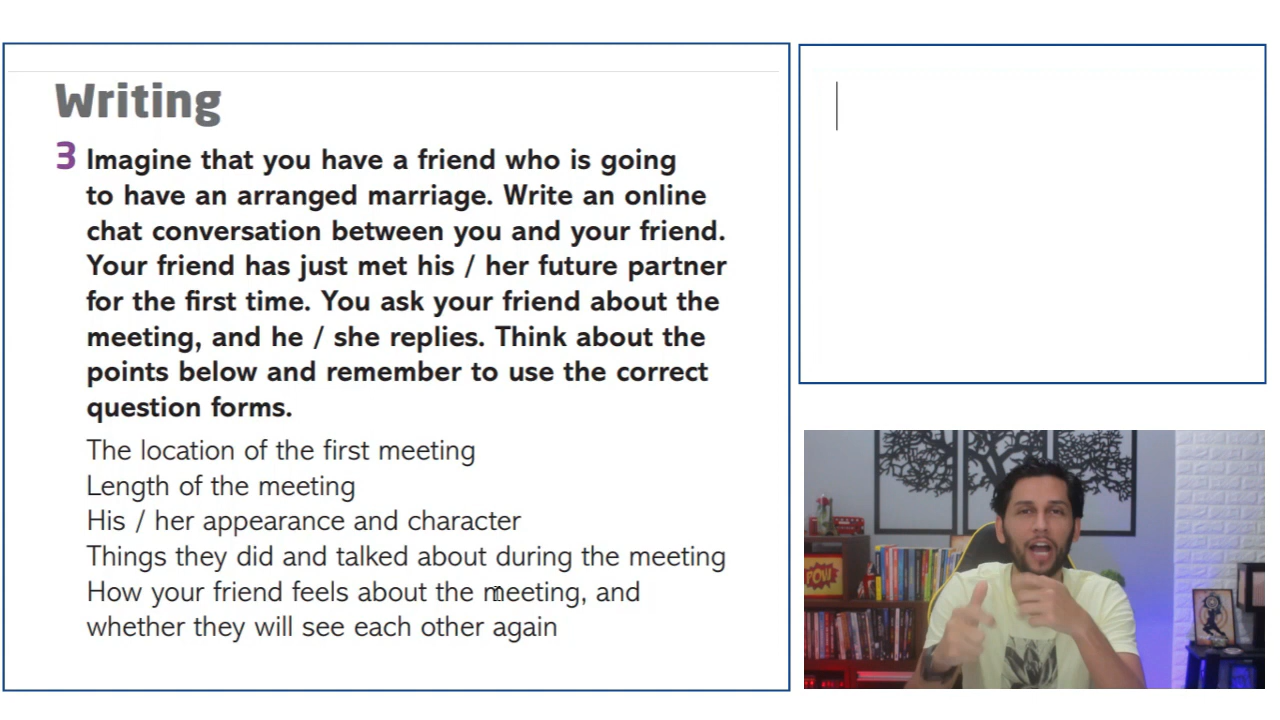 Writing
3 Imagine that you have a friend who is going
to have an arranged marriage. Write an online
chat conversation between you and your friend.
Your friend has just met his / her future partner
for the first time. You ask your friend about the
meeting, and he / she replies. Think about the
points below and remember to use the correct
question forms.
The location of the first meeting
Length of the meeting
His / her appearance and character
Things they did and talked about during the meeting
How your friend feels about the meeting, and
whether they will see each other again
POW